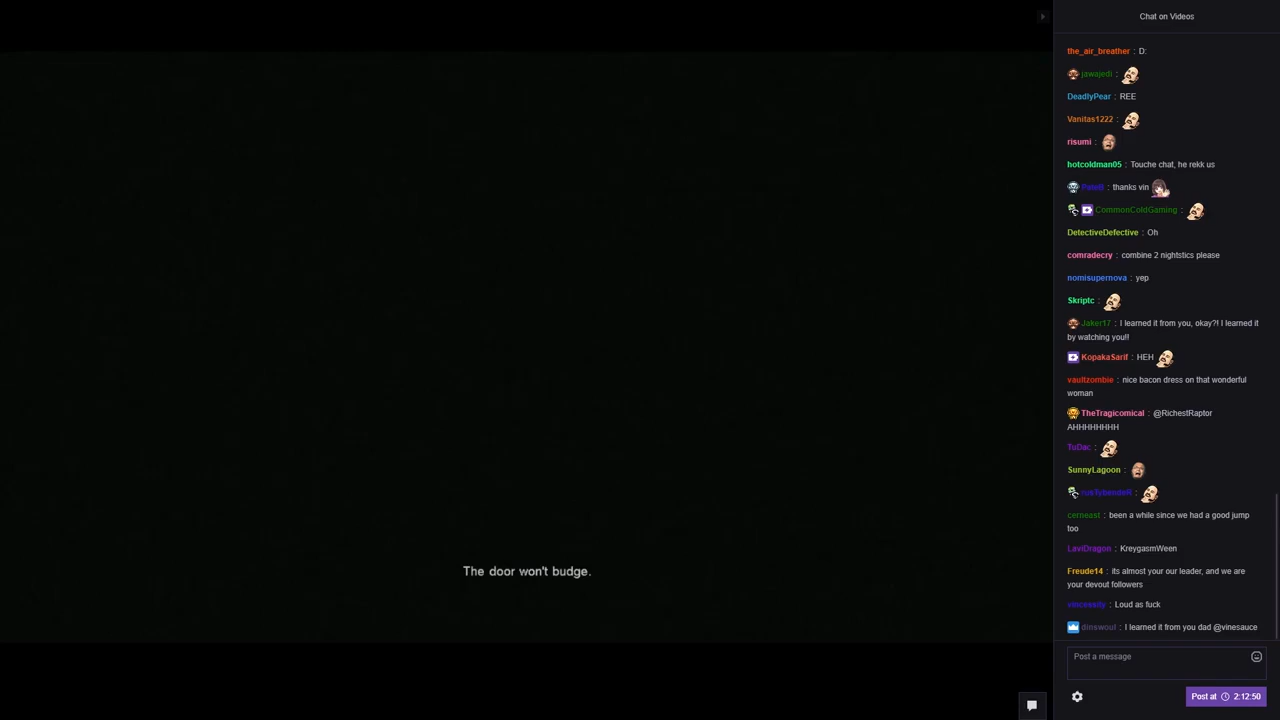 Chat on Videos
the_air_breather : D:
jawajedi :
DeadlyPear : REE
Vanitas1222 :
risumi :
hotcoldman05 : Touche chat, he rekk us
PateB : thanks vin
CommonColdGaming :
DetectiveDefective : Oh
comradecry : combine 2 nightstics please
nomisupernova : yep
Skriptc :
Jaker17 : I learned it from you, okay?! I learned it
by watching you!!
KopakaSarif : HEH
vaultzombie : nice bacon dress on that wonderful
woman
TheTragicomical : @RichestRaptor
AHHHHHHHH
TuDac :
SunnyLagoon :
cerneast : been a while since we had a good jump
too
LaviDragon : KreygasmWeen
Freude14 : its almost your our leader, and we are
your devout followers
vincessity : Loud as fuck
dinswoul : I learned it from you dad @vinesauce
The door won't budge.
Post a message
Post at 2:12:50